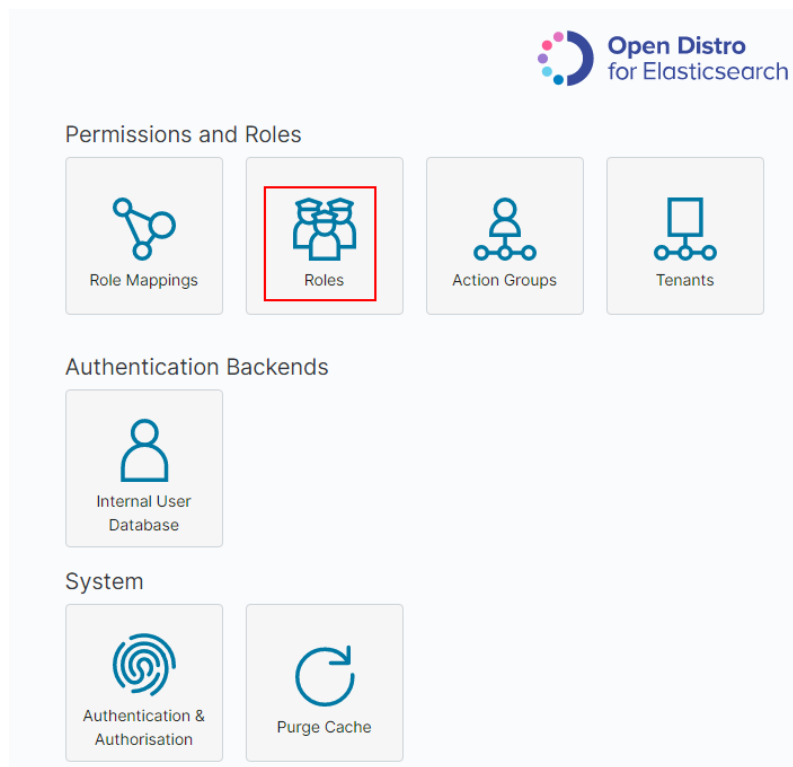 Open Distro
for Elasticsearch
Permissions and Roles
Role Mappings
Roles
Action Groups
Tenants
Authentication Backends
Internal User
Database
System
Authentication &
Authorisation
Purge Cache